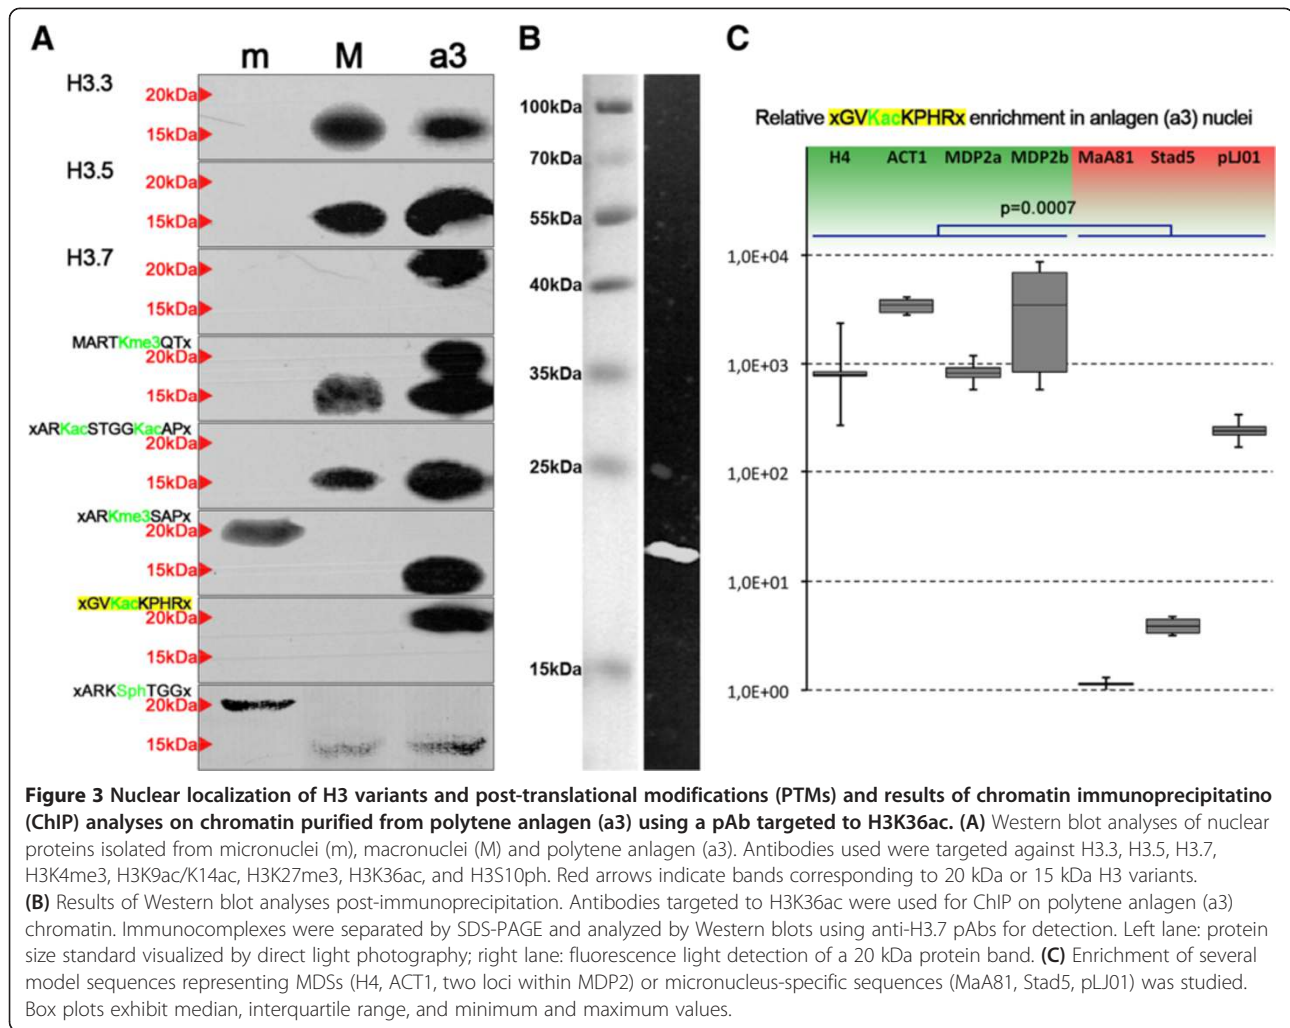 A
m M a3
H3.3
20kDa
15kDa
H3.5
20kDa
15kDa
H3.7
20kDa
15kDa
MARTKme3QTx
20kDa
15kDa
xARKacSTGGKacAPx
20kDa
15kDa
xARKme3SAPx
20kDa
15kDa
xGVKacKPHRx
20kDa
15kDa
xARKSphTGGx
20kDa
15kDa
B
100kDa
70kDa
55kDa
40kDa
35kDa
25kDa
15kDa
C
Relative xGVKacKPHRx enrichment in anlagen (a3) nuclei
H4 ACT1 MDP2a MDP2b MaA81 Stad5 pLJ01
p=0.0007
1,0E+04
1,0E+03
1,0E+02
1,0E+01
1,0E+00
Figure 3 Nuclear localization of H3 variants and post-translational modifications (PTMs) and results of chromatin immunoprecipitatino
(ChIP) analyses on chromatin purified from polytene anlagen (a3) using a pAb targeted to H3K36ac. (A) Western blot analyses of nuclear
proteins isolated from micronuclei (m), macronuclei (M) and polytene anlagen (a3). Antibodies used were targeted against H3.3, H3.5, H3.7,
H3K4me3, H3K9ac/K14ac, H3K27me3, H3K36ac, and H3S10ph. Red arrows indicate bands corresponding to 20 kDa or 15 kDa H3 variants.
(B) Results of Western blot analyses post-immunoprecipitation. Antibodies targeted to H3K36ac were used for ChIP on polytene anlagen (a3)
chromatin. Immunocomplexes were separated by SDS-PAGE and analyzed by Western blots using anti-H3.7 pAbs for detection. Left lane: protein
size standard visualized by direct light photography; right lane: fluorescence light detection of a 20 kDa protein band. (C) Enrichment of several
model sequences representing MDSs (H4, ACT1, two loci within MDP2) or micronucleus-specific sequences (MaA81, Stad5, pLJ01) was studied.
Box plots exhibit median, interquartile range, and minimum and maximum values.